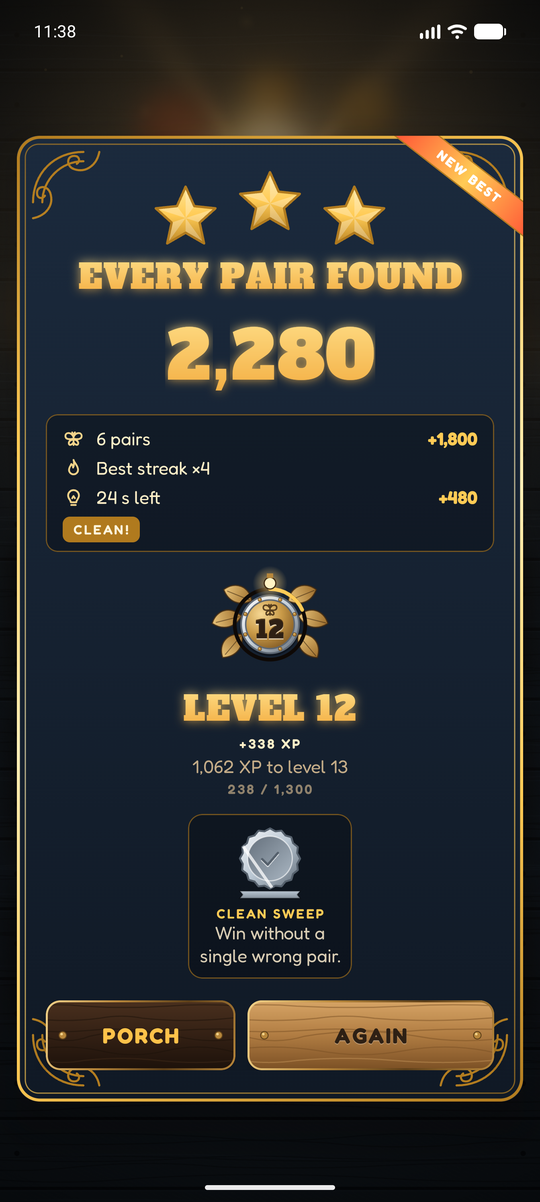 11:38
NEW BEST
EVERY PAIR FOUND
2,280
6 pairs +1,800
Best streak ×4
24 s left +480
CLEAN!
12
LEVEL 12
+338 XP
1,062 XP to level 13
238 / 1,300
CLEAN SWEEP
Win without a
single wrong pair.
PORCH AGAIN